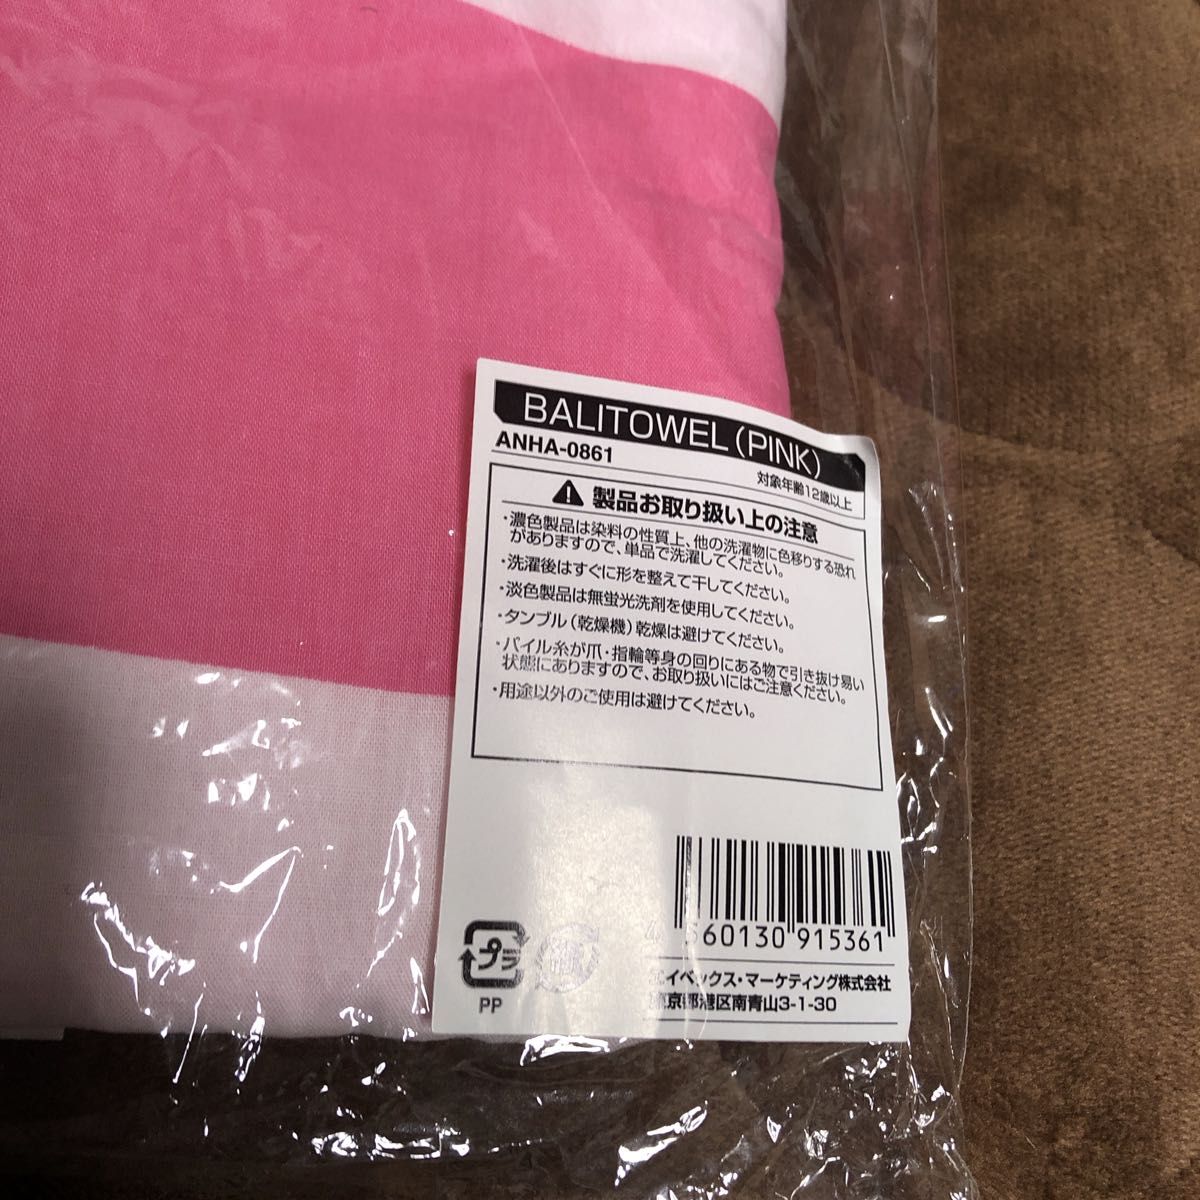 BALITOWEL(PINK)
ANHA-0861
対象年齢12歳以上
製品お取り扱い上の注意
・濃色製品は染料の性質上、他の洗濯物に色移りする恐れ
がありますので、単品で洗濯してください。
・洗濯後はすぐに形を整えて干してください。
・淡色製品は無蛍光洗剤を使用してください。
・タンブル(乾燥機)乾燥は避けてください。
・パイル糸が爪・指輪等身の回りにある物で引き抜け易い
状態にありますので、お取り扱いにはご注意ください。
・用途以外のご使用は避けてください。
4 560130 915361
プラ
PP
紙
エイベックス・マーケティング株式会社
東京都港区南青山3-1-30